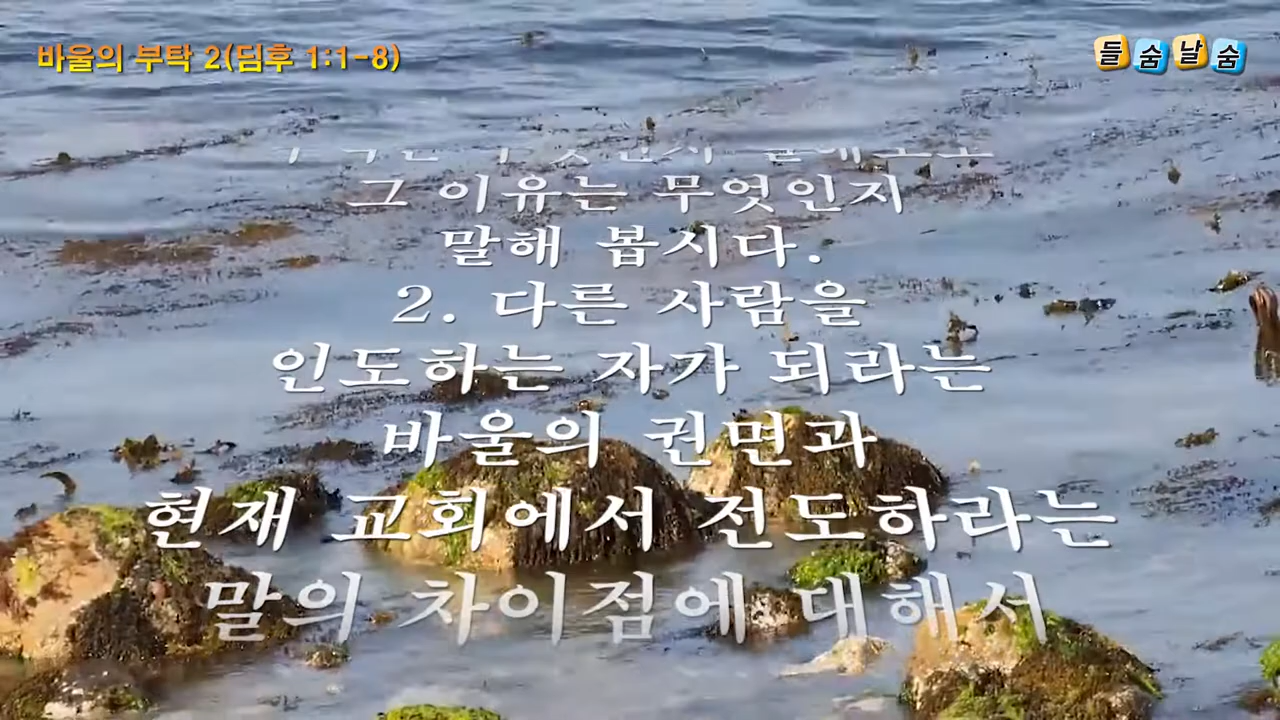 바울의 부탁 2(딤후 1:1-8)
들숨날숨
그 이유는 무엇인지
말해 봅시다.
2. 다른 사람을
인도하는 자가 되라는
바울의 권면과
현재 교회에서 전도하라는
말의 차이점에 대해서